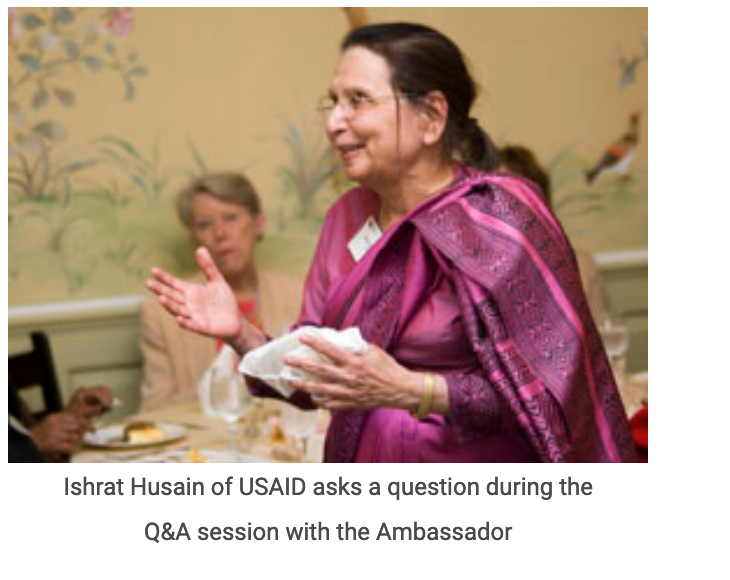 Ishrat Husain of USAID asks a question during the
Q&A session with the Ambassador